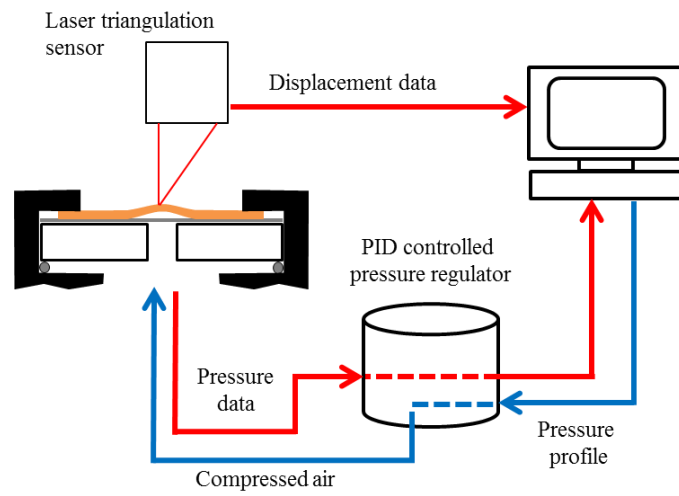 Laser triangulation
sensor
Displacement data
PID controlled
pressure regulator
Pressure
data
Pressure
profile
Compressed air